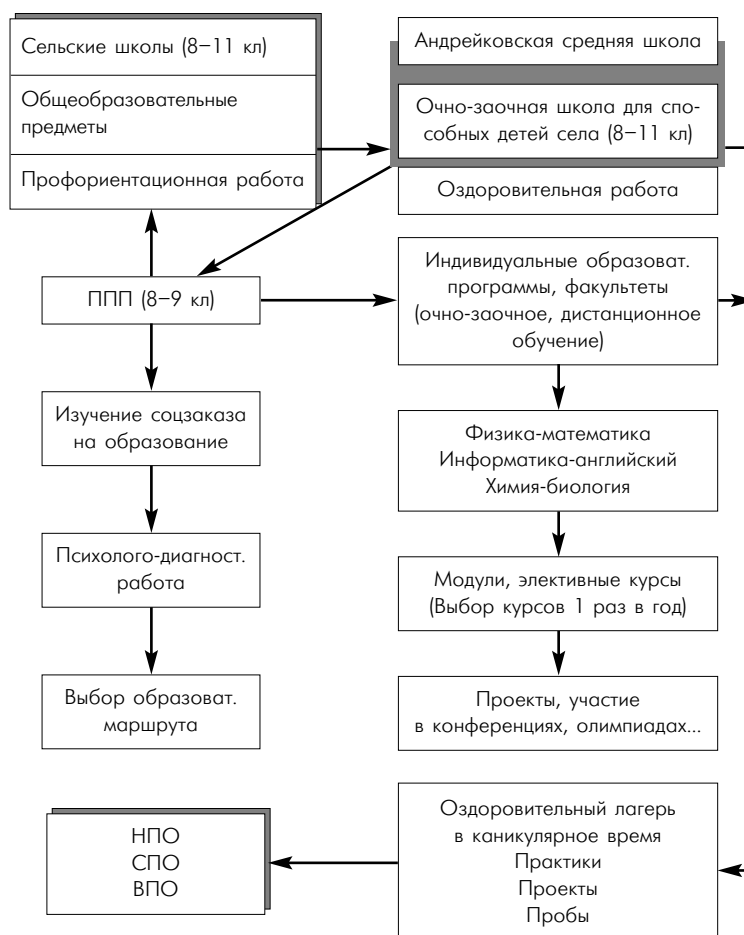 Сельские школы (8–11 кл)
Общеобразовательные
предметы
Профориентационная работа
Андрейковская средняя школа
Очно-заочная школа для спо-
собных детей села (8–11 кл)
Оздоровительная работа
ППП (8–9 кл)
Индивидуальные образоват.
программы, факультеты
(очно-заочное, дистанционное
обучение)
Изучение соцзаказа
на образование
Физика-математика
Информатика-английский
Химия-биология
Психолого-диагност.
работа
Модули, элективные курсы
(Выбор курсов 1 раз в год)
Выбор образоват.
маршрута
Проекты, участие
в конференциях, олимпиадах...
НПО
СПО
ВПО
Оздоровительный лагерь
в каникулярное время
Практики
Проекты
Пробы